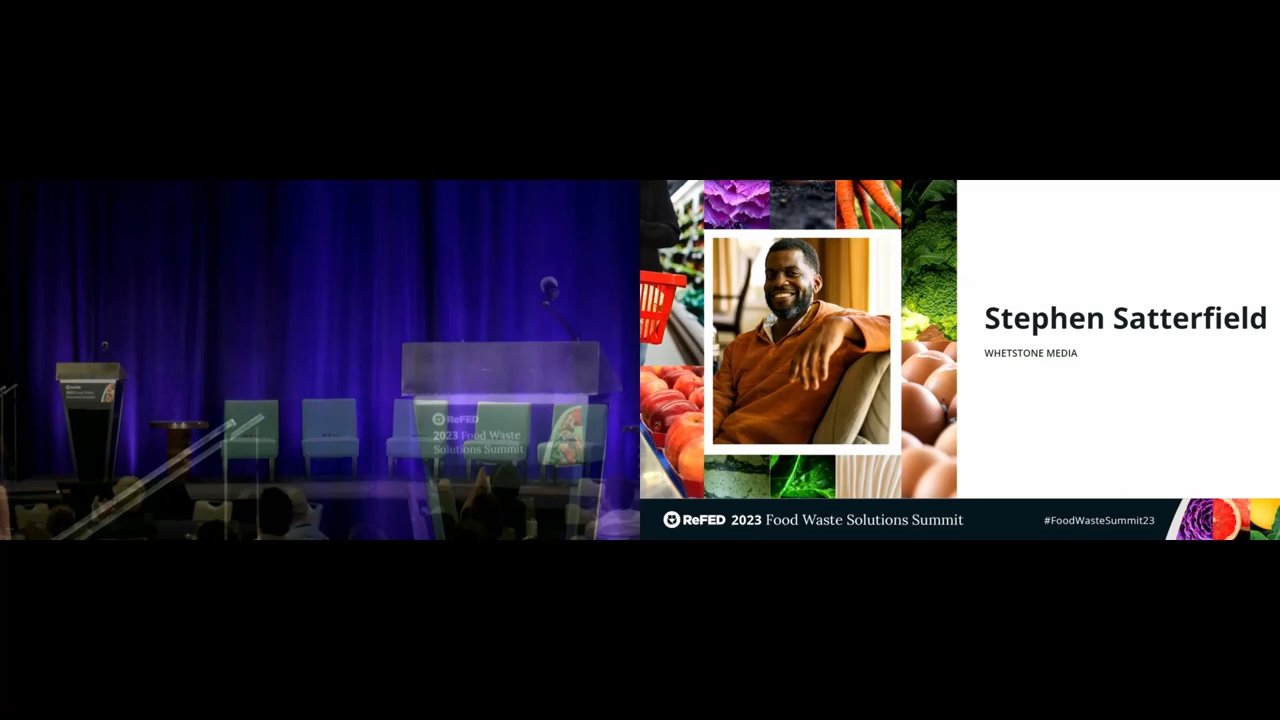 ReFED
2023 Food Waste
Solutions Summit
Stephen Satterfield
WHETSTONE MEDIA
ReFED 2023 Food Waste Solutions Summit
#FoodWasteSummit23